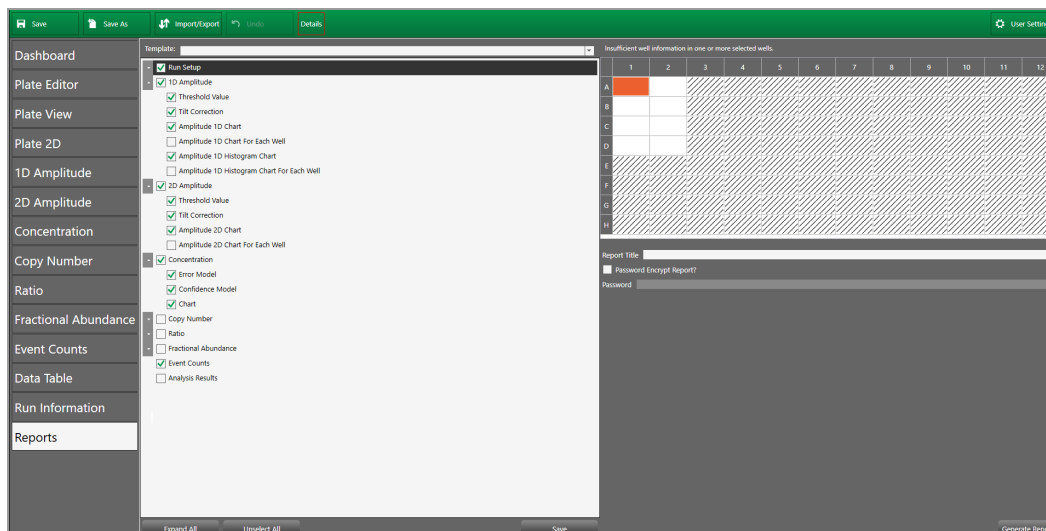 Save
Save As
Import/Export
Undo
Details
Dashboard
Plate Editor
Plate View
Plate 2D
1D Amplitude
2D Amplitude
Concentration
Copy Number
Ratio
Fractional Abundance
Event Counts
Data Table
Run Information
Reports
Template:
Run Setup
1D Amplitude
Threshold Value
Tilt Correction
Amplitude 1D Chart
Amplitude 1D Chart For Each Well
Amplitude 1D Histogram Chart
Amplitude 1D Histogram Chart For Each Well
2D Amplitude
Threshold Value
Tilt Correction
Amplitude 2D Chart
Amplitude 2D Chart For Each Well
Concentration
Error Model
Confidence Model
Chart
Copy Number
Ratio
Fractional Abundance
Event Counts
Analysis Results
Expand All Unselect All Save
Insufficient well information in one or more selected wells.
1 2 3 4 5 6 7 8 9 10 11 12
A
B
C
D
E
F
G
H
Report Title
Password Encrypt Report?
Password
User
Generate